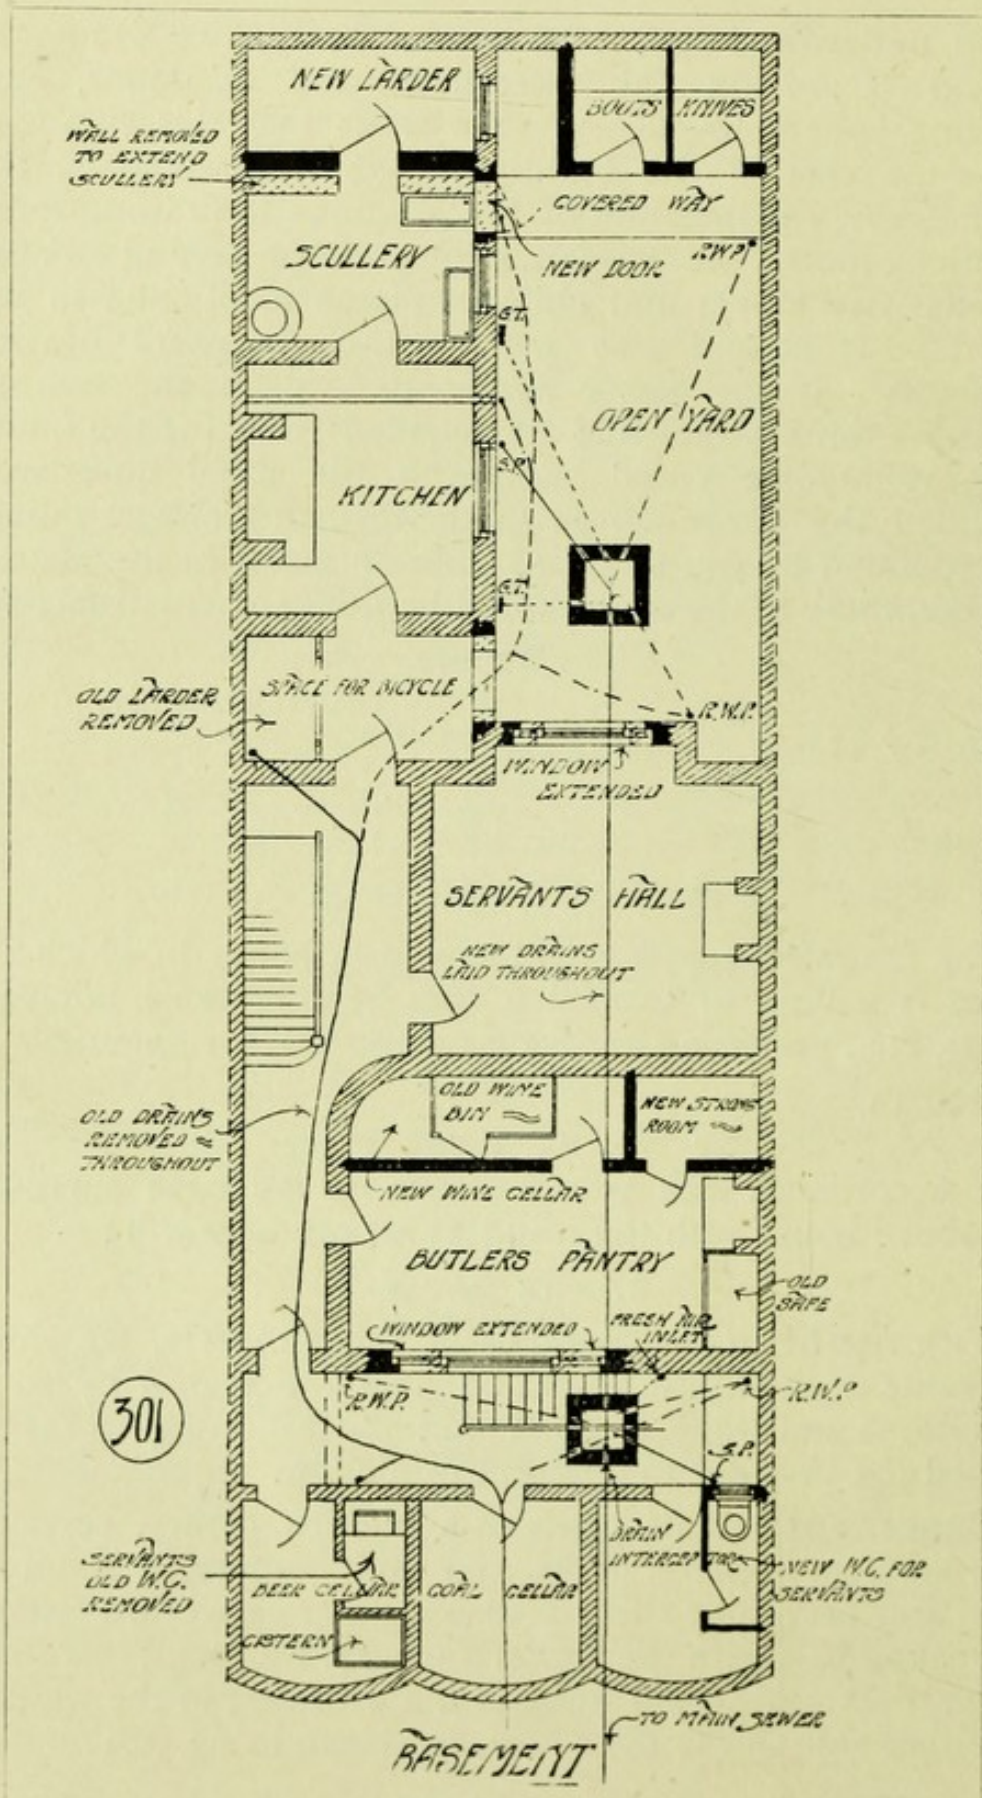 NEW LARDER
BOOTS
KNIVES
WALL REMOVED
TO EXTEND
SCULLERY
COVERED WAY
SCULLERY
NEW DOOR
R.W.P.
G.T.
OPEN YARD
S.P.
KITCHEN
G.T.
SPACE FOR BICYCLE
OLD LARDER
REMOVED
R.W.P.
WINDOW
EXTENDED
SERVANTS HALL
NEW DRAINS
LAID THROUGHOUT
OLD WINE
BIN
NEW STRONG
ROOM
OLD DRAINS
REMOVED
THROUGHOUT
NEW WINE CELLAR
BUTLERS PANTRY
OLD
SAFE
WINDOW EXTENDED
FRESH AIR
INLET
R.W.P.
R.W.P
301
S.P.
DRAIN
INTERCEPTOR
SERVANTS
OLD W.C.
REMOVED
BEER CELLAR
COAL CELLAR
NEW W.C. FOR
SERVANTS
CISTERN
TO MAIN SEWER
BASEMENT